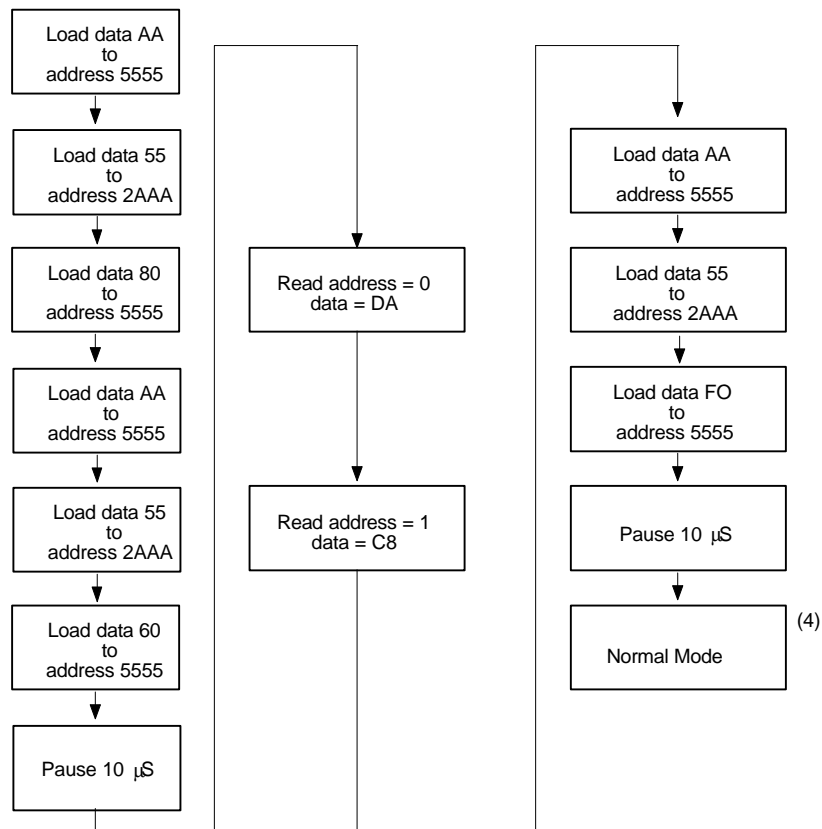 Load data AA
to
address 5555
Load data 55
to
address 2AAA
Load data 80
to
address 5555
Load data AA
to
address 5555
Load data 55
to
address 2AAA
Load data 60
to
address 5555
Pause 10 μS
Read address = 0
data = DA
Read address = 1
data = C8
Load data AA
to
address 5555
Load data 55
to
address 2AAA
Load data FO
to
address 5555
Pause 10 μS
Normal Mode
(4)